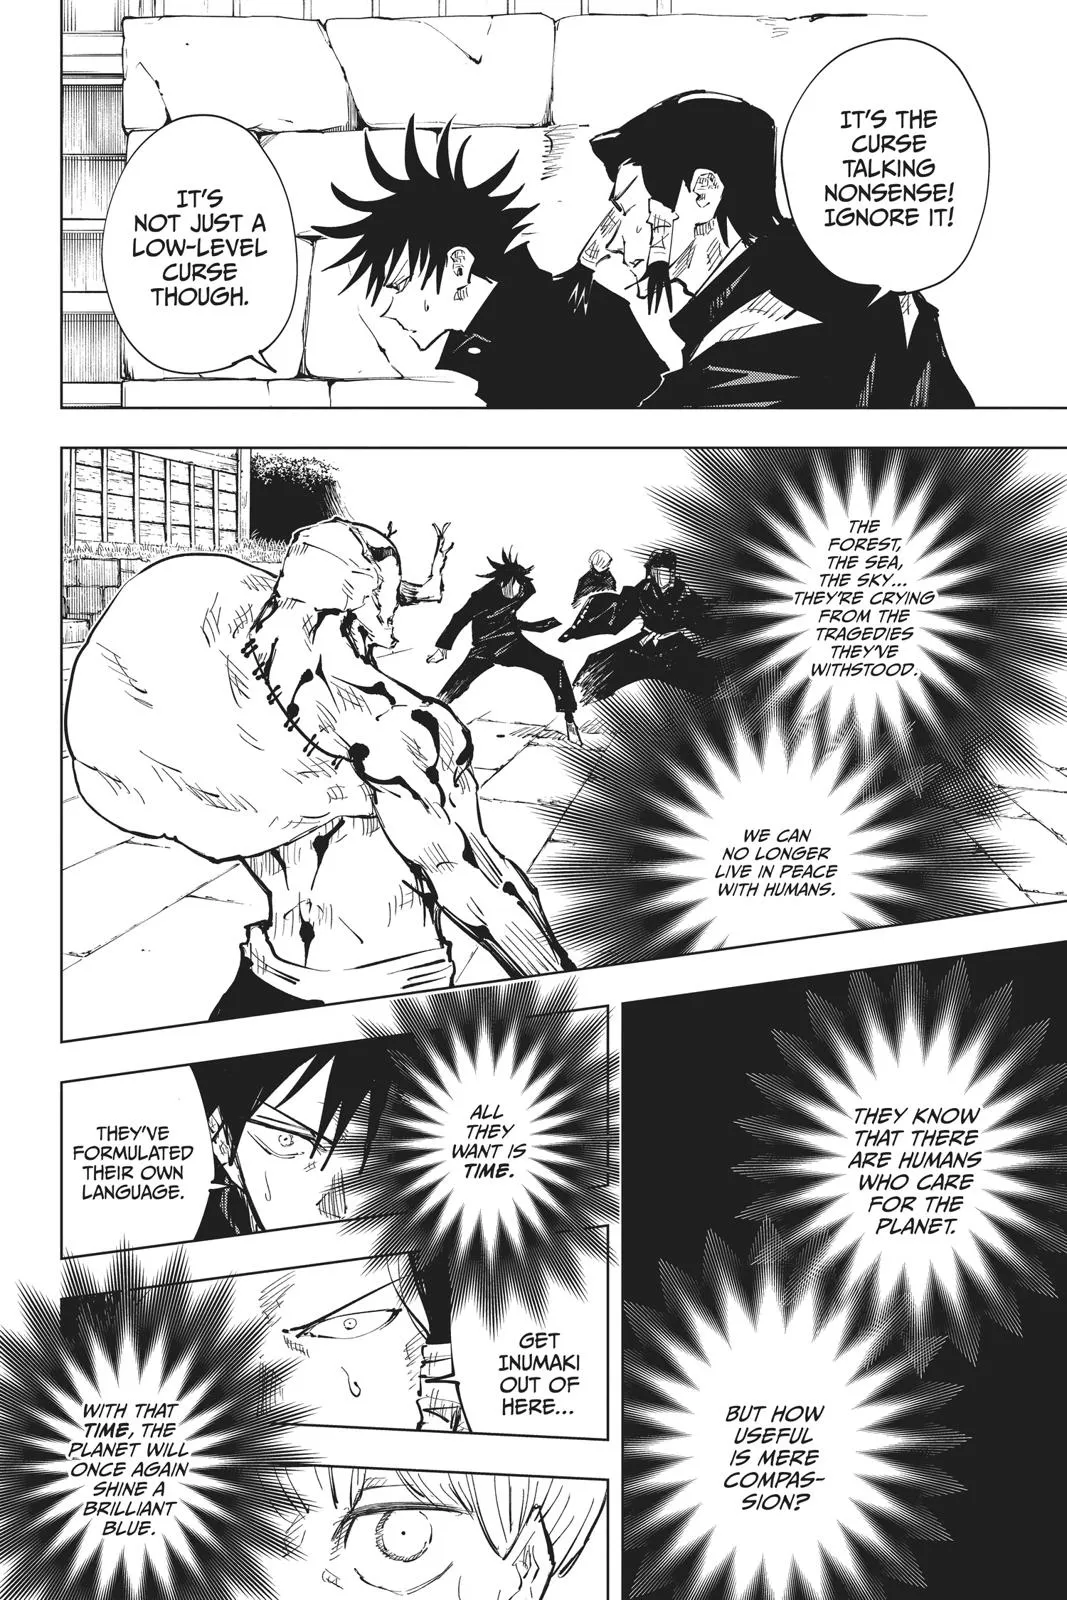 IT'S THE
CURSE
TALKING
NONSENSE!
IGNORE IT!
IT'S
NOT JUST A
LOW-LEVEL
CURSE
THOUGH.
THE
FOREST,
THE SEA,
THE SKY...
THEY'RE CRYING
FROM THE
TRAGEDIES
THEY'VE
WITHSTOOD.
WE CAN
NO LONGER
LIVE IN PEACE
WITH HUMANS.
THEY KNOW
THAT THERE
ARE HUMANS
WHO CARE
FOR THE
PLANET.
BUT HOW
USEFUL
IS MERE
COMPAS-
SION?
ALL
THEY
WANT IS
TIME.
THEY'VE
FORMULATED
THEIR OWN
LANGUAGE.
GET
INUMAKI
OUT OF
HERE...
WITH THAT
TIME, THE
PLANET WILL
ONCE AGAIN
SHINE A
BRILLIANT
BLUE.